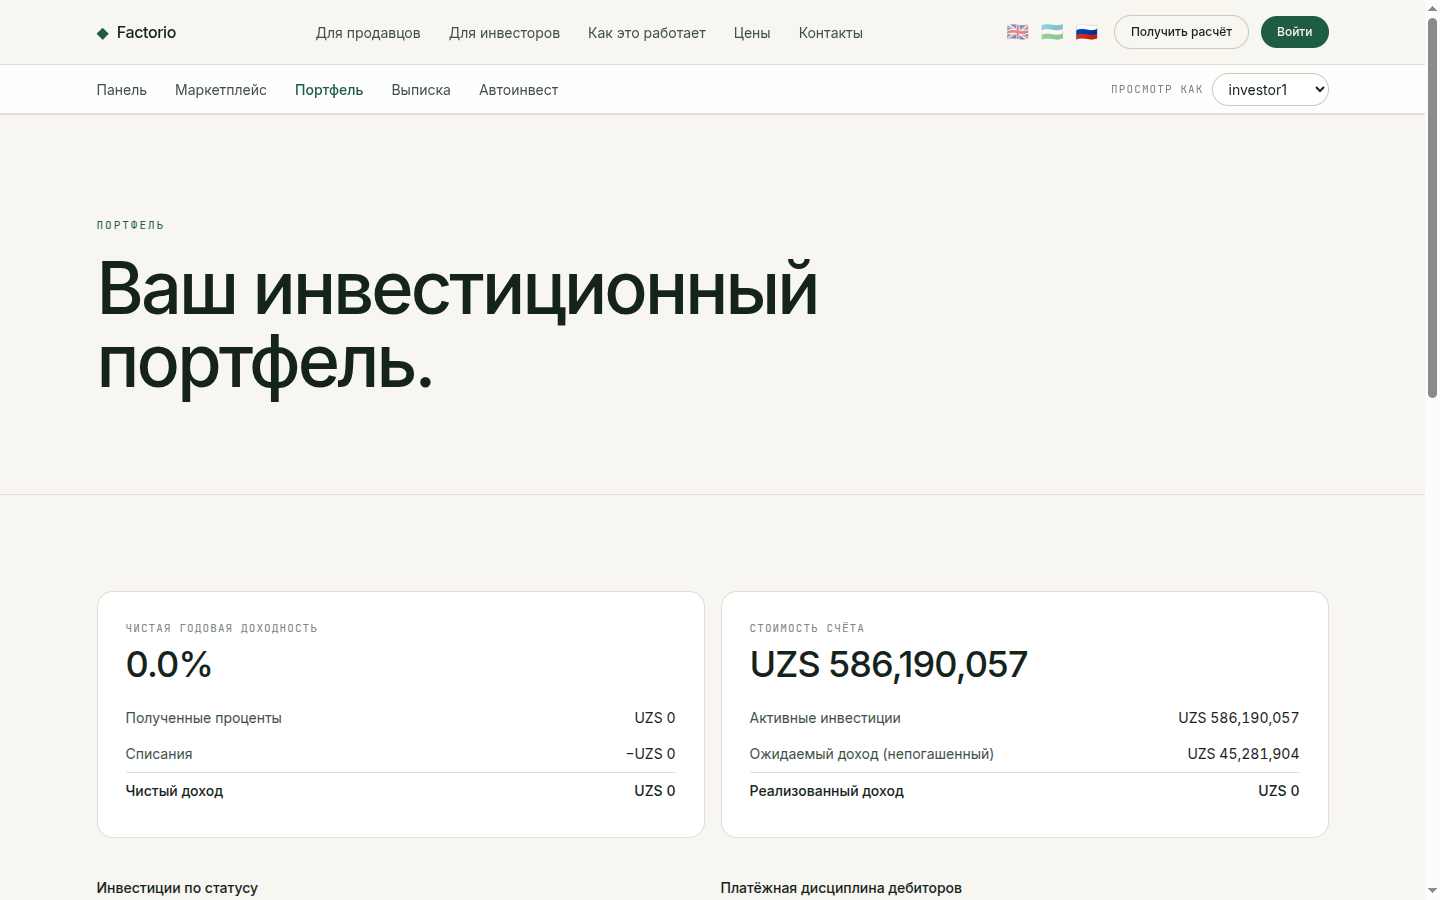 Factorio
Для продавцов
Для инвесторов
Как это работает
Цены
Контакты
Получить расчёт
Войти
Панель
Маркетплейс
Портфель
Выписка
Автоинвест
ПРОСМОТР КАК
investor1
ПОРТФЕЛЬ
Ваш инвестиционный
портфель.
ЧИСТАЯ ГОДОВАЯ ДОХОДНОСТЬ
0.0%
Полученные проценты UZS 0
Списания −UZS 0
Чистый доход UZS 0
СТОИМОСТЬ СЧЁТА
UZS 586,190,057
Активные инвестиции UZS 586,190,057
Ожидаемый доход (непогашенный) UZS 45,281,904
Реализованный доход UZS 0
Инвестиции по статусу
Платёжная дисциплина дебиторов